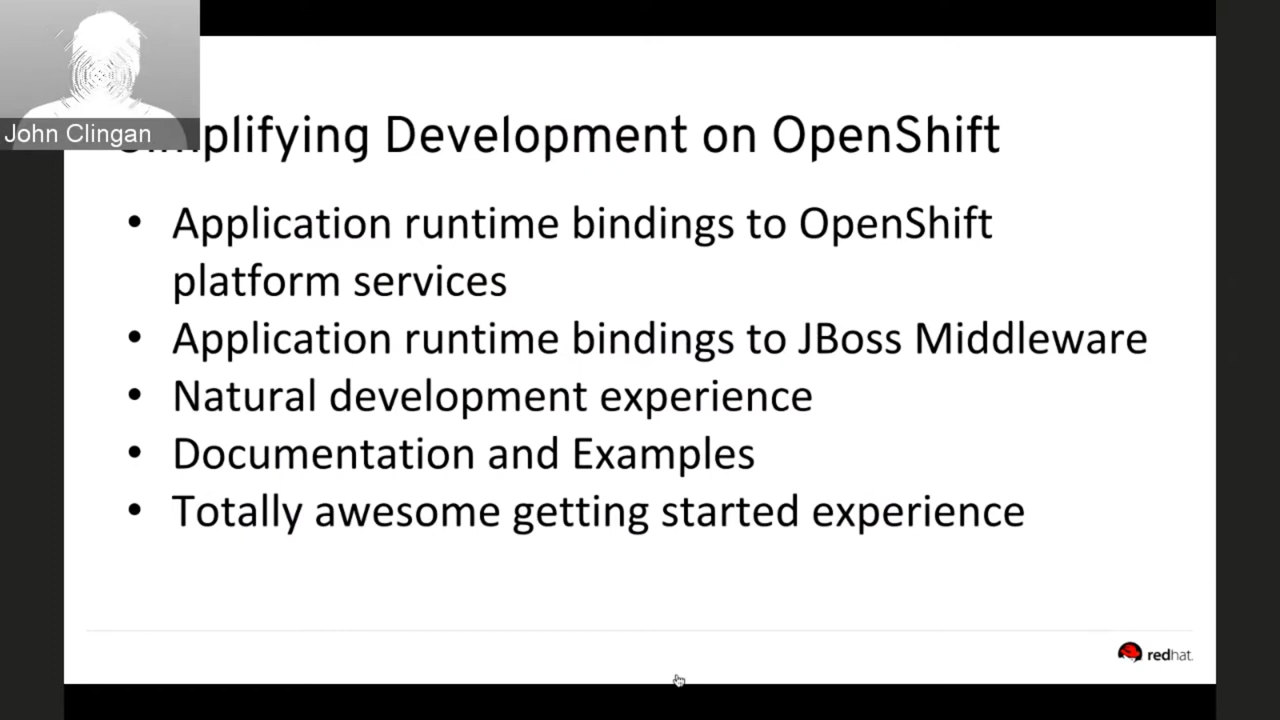 John Clingan
Simplifying Development on OpenShift
• Application runtime bindings to OpenShift
platform services
• Application runtime bindings to JBoss Middleware
• Natural development experience
• Documentation and Examples
• Totally awesome getting started experience
redhat.